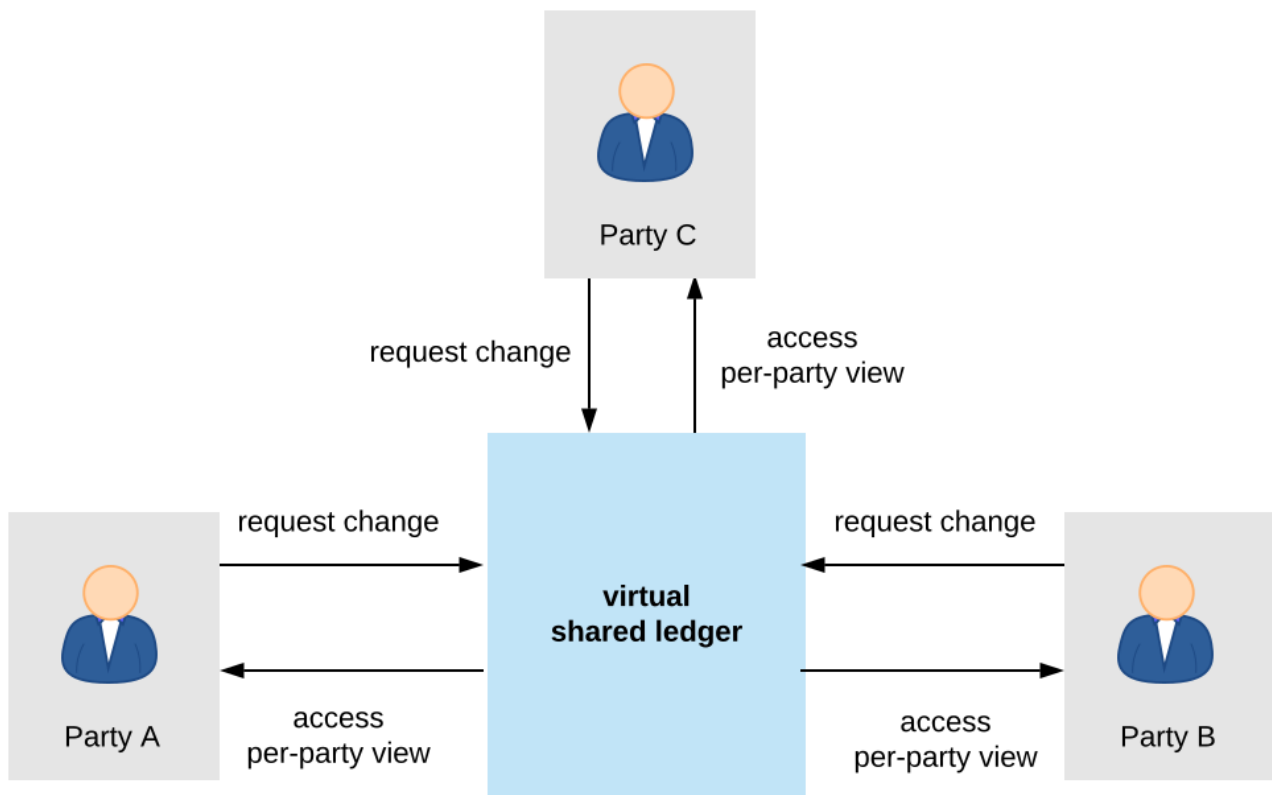 Party C
request change
access
per-party view
request change
request change
virtual
shared ledger
Party A
access
per-party view
access
per-party view
Party B